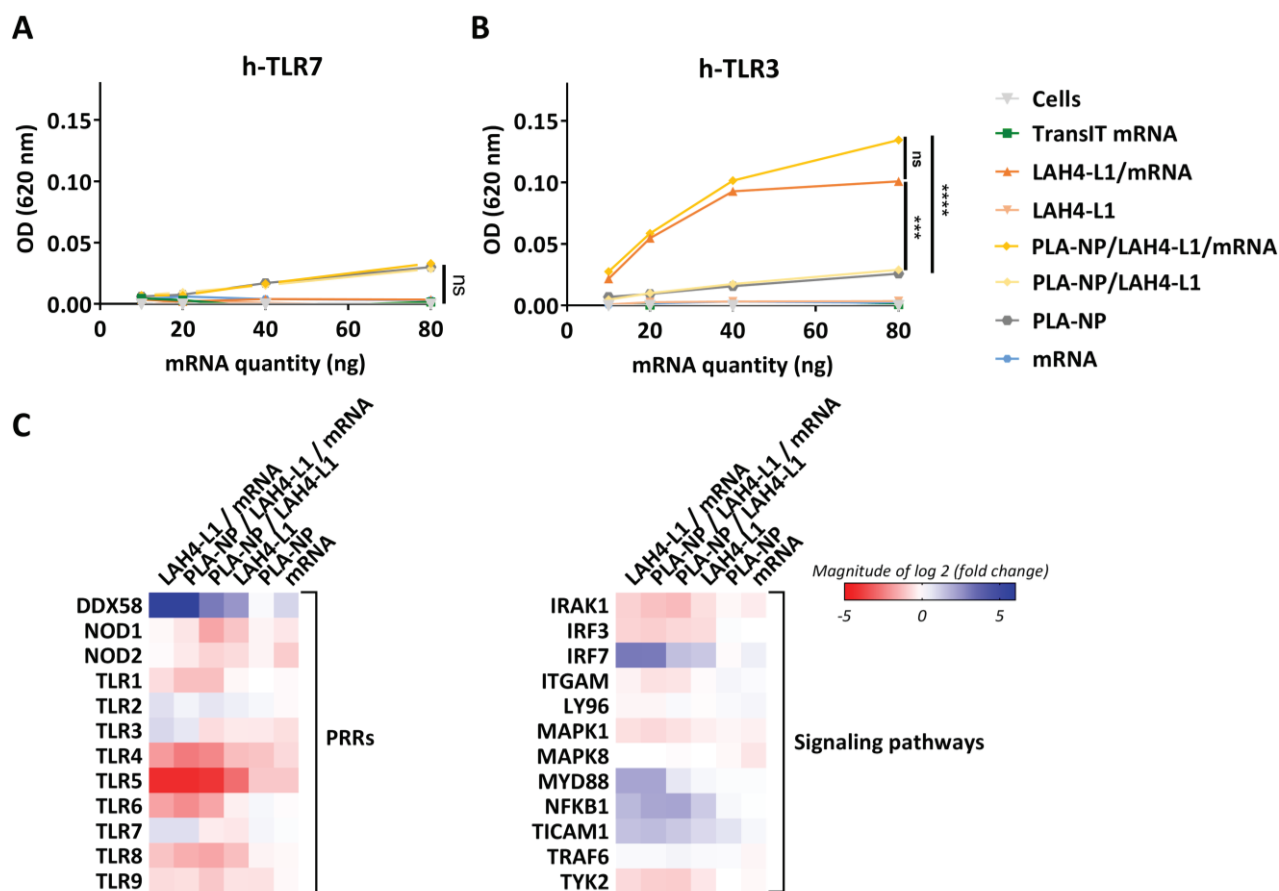 A
h-TLR7
OD (620 nm)
0.15
0.10
0.05
0.00
0 20 40 60 80
mRNA quantity (ng)
ns
B
h-TLR3
OD (620 nm)
0.15
0.10
0.05
0.00
0 20 40 60 80
mRNA quantity (ng)
ns
***
****
Cells
TransIT mRNA
LAH4-L1/mRNA
LAH4-L1
PLA-NP/LAH4-L1/mRNA
PLA-NP/LAH4-L1
PLA-NP
mRNA
C
LAH4-L1 / mRNA
PLA-NP / LAH4-L1 / mRNA
PLA-NP / LAH4-L1
LAH4-L1
PLA-NP
mRNA
DDX58
NOD1
NOD2
TLR1
TLR2
TLR3
TLR4
TLR5
TLR6
TLR7
TLR8
TLR9
PRRs
LAH4-L1 / mRNA
PLA-NP / LAH4-L1 / mRNA
PLA-NP / LAH4-L1
LAH4-L1
PLA-NP
mRNA
IRAK1
IRF3
IRF7
ITGAM
LY96
MAPK1
MAPK8
MYD88
NFKB1
TICAM1
TRAF6
TYK2
Signaling pathways
Magnitude of log 2 (fold change)
-5 0 5